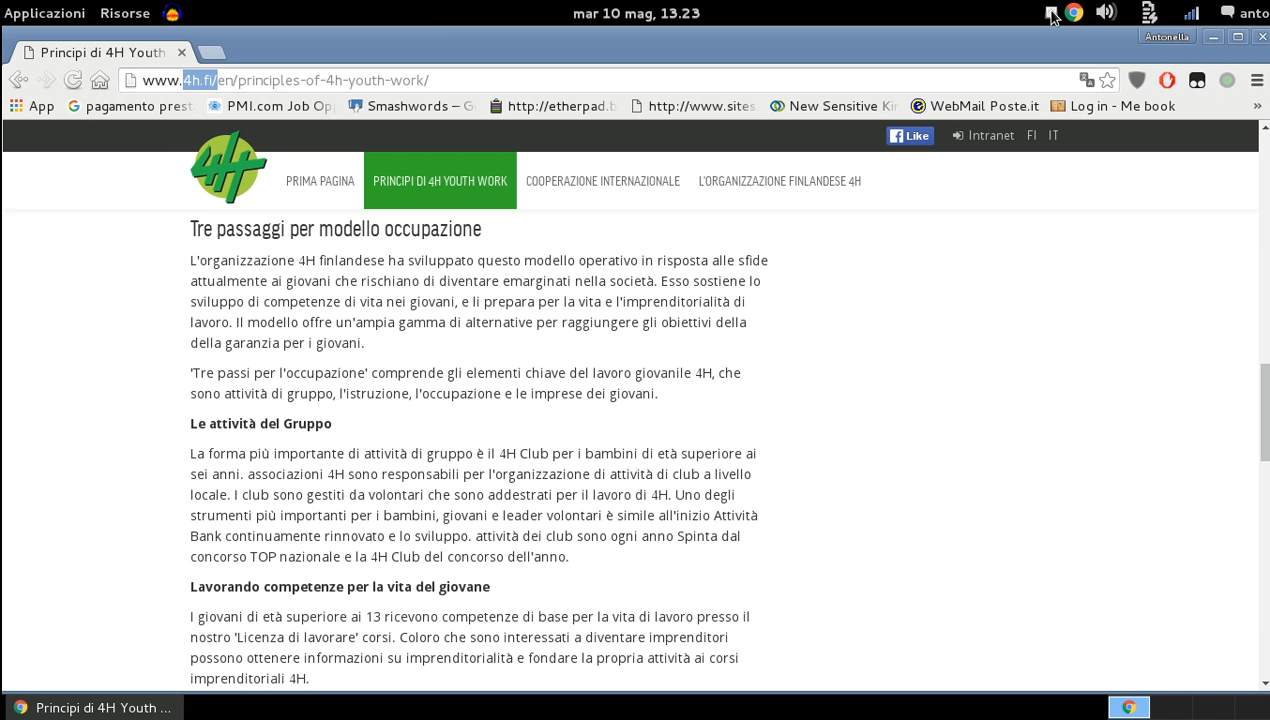 Applicazioni Risorse mar 10 mag, 13.23 anto
Antonella
Principi di 4H Youth
www.4h.fi/en/principles-of-4h-youth-work/
App pagamento prest PMI.com Job Op Smashwords — G http://etherpad.b http://www.sites New Sensitive Kin WebMail Poste.it Log in - Me book »
Like Intranet FI IT
4H
PRIMA PAGINA PRINCIPI DI 4H YOUTH WORK COOPERAZIONE INTERNAZIONALE L'ORGANIZZAZIONE FINLANDESE 4H
Tre passaggi per modello occupazione
L'organizzazione 4H finlandese ha sviluppato questo modello operativo in risposta alle sfide
attualmente ai giovani che rischiano di diventare emarginati nella società. Esso sostiene lo
sviluppo di competenze di vita nei giovani, e li prepara per la vita e l'imprenditorialità di
lavoro. Il modello offre un'ampia gamma di alternative per raggiungere gli obiettivi della
della garanzia per i giovani.
'Tre passi per l'occupazione' comprende gli elementi chiave del lavoro giovanile 4H, che
sono attività di gruppo, l'istruzione, l'occupazione e le imprese dei giovani.
Le attività del Gruppo
La forma più importante di attività di gruppo è il 4H Club per i bambini di età superiore ai
sei anni. associazioni 4H sono responsabili per l'organizzazione di attività di club a livello
locale. I club sono gestiti da volontari che sono addestrati per il lavoro di 4H. Uno degli
strumenti più importanti per i bambini, giovani e leader volontari è simile all'inizio Attività
Bank continuamente rinnovato e lo sviluppo. attività dei club sono ogni anno Spinta dal
concorso TOP nazionale e la 4H Club del concorso dell'anno.
Lavorando competenze per la vita del giovane
I giovani di età superiore ai 13 ricevono competenze di base per la vita di lavoro presso il
nostro 'Licenza di lavorare' corsi. Coloro che sono interessati a diventare imprenditori
possono ottenere informazioni su imprenditorialità e fondare la propria attività ai corsi
imprenditoriali 4H.
Principi di 4H Youth ...